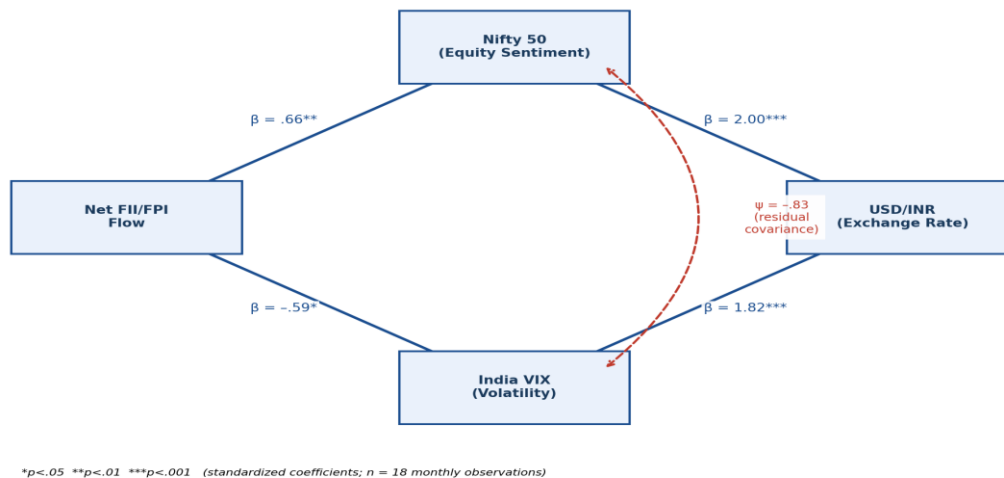 Nifty 50
(Equity Sentiment)
β = .66**
β = 2.00***
Net FII/FPI
Flow
ψ = –.83
(residual
covariance)
USD/INR
(Exchange Rate)
β = –.59*
β = 1.82***
India VIX
(Volatility)
*p<.05 **p<.01 ***p<.001 (standardized coefficients; n = 18 monthly observations)